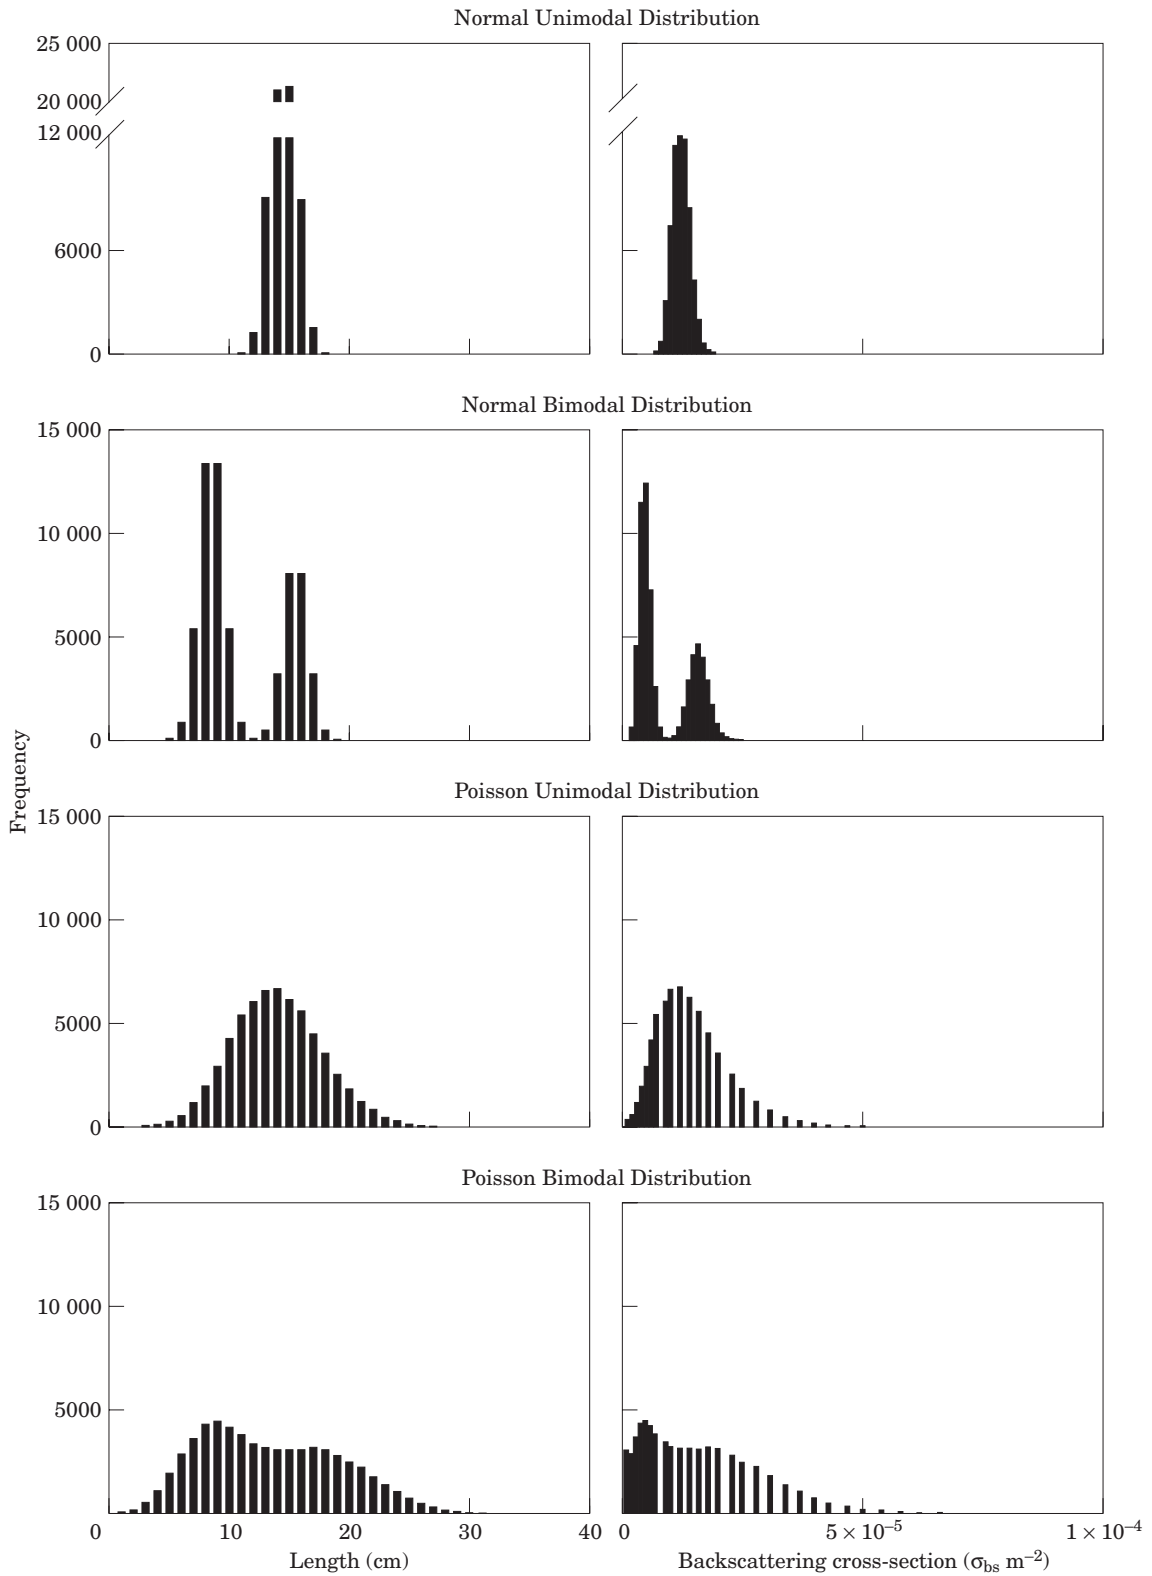 Normal Unimodal Distribution
25 000
20 000
12 000
6000
0
Normal Bimodal Distribution
15 000
10 000
5000
0
Frequency
Poisson Unimodal Distribution
15 000
10 000
5000
0
Poisson Bimodal Distribution
15 000
10 000
5000
0 10 20 30 40 0 5 × 10⁻⁵ 1 × 10⁻⁴
Length (cm) Backscattering cross-section (σbs m⁻²)